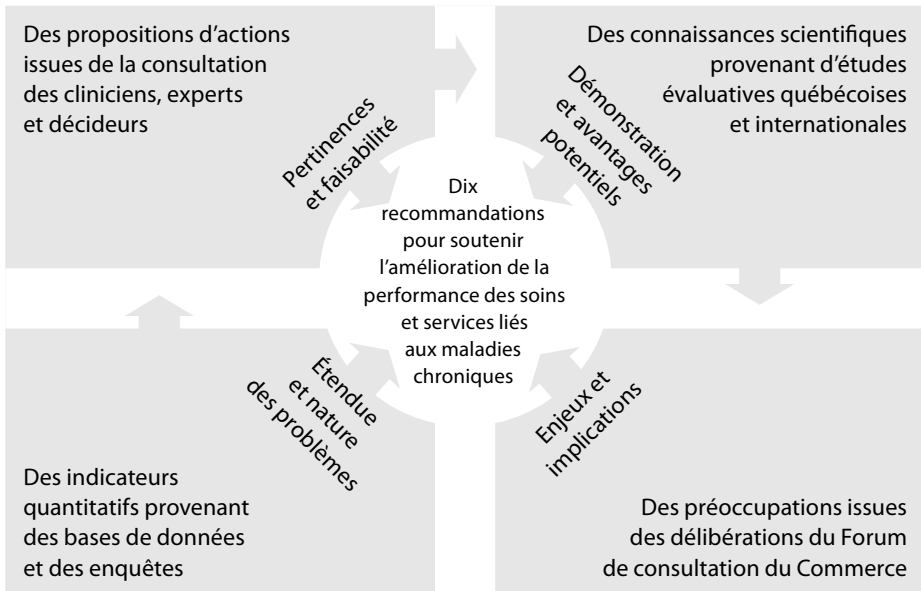 Des propositions d'actions
issues de la consultation
des cliniciens, experts
et décideurs
Pertinences
et faisabilité
Des connaissances scientifiques
provenant d'études
évaluatives québécoises
et internationales
Démonstration
et avantages
potentiels
Dix
recommandations
pour soutenir
l'amélioration de la
performance des soins
et services liés
aux maladies
chroniques
Étendue
et nature
des problèmes
Des indicateurs
quantitatifs provenant
des bases de données
et des enquêtes
Enjeux et
implications
Des préoccupations issues
des délibérations du Forum
de consultation du Commerce